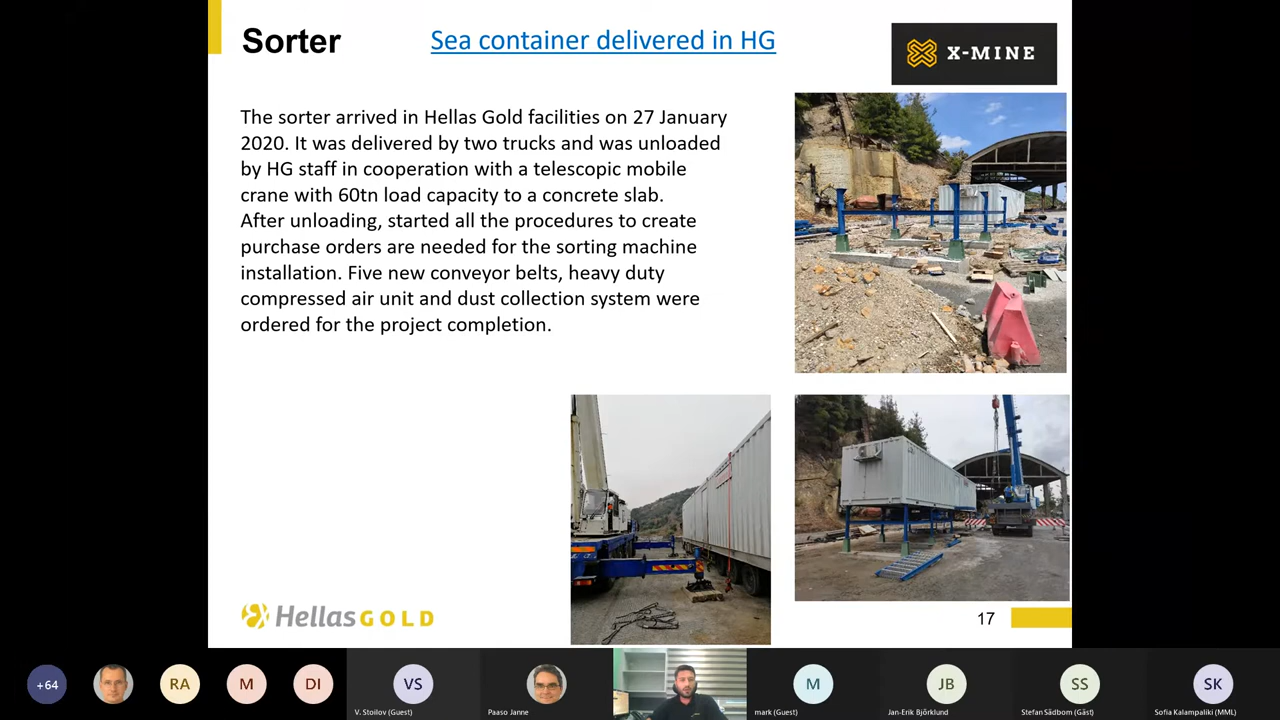 Sorter
Sea container delivered in HG
X-MINE
The sorter arrived in Hellas Gold facilities on 27 January
2020. It was delivered by two trucks and was unloaded
by HG staff in cooperation with a telescopic mobile
crane with 60tn load capacity to a concrete slab.
After unloading, started all the procedures to create
purchase orders are needed for the sorting machine
installation. Five new conveyor belts, heavy duty
compressed air unit and dust collection system were
ordered for the project completion.
HellasGOLD
17
+64
RA
M
DI
VS
V. Stoilov (Guest)
Paaso Janne
M
mark (Guest)
JB
Jan-Erik Björklund
SS
Stefan Sädbom (Gäst)
SK
Sofia Kalampaliki (MML)